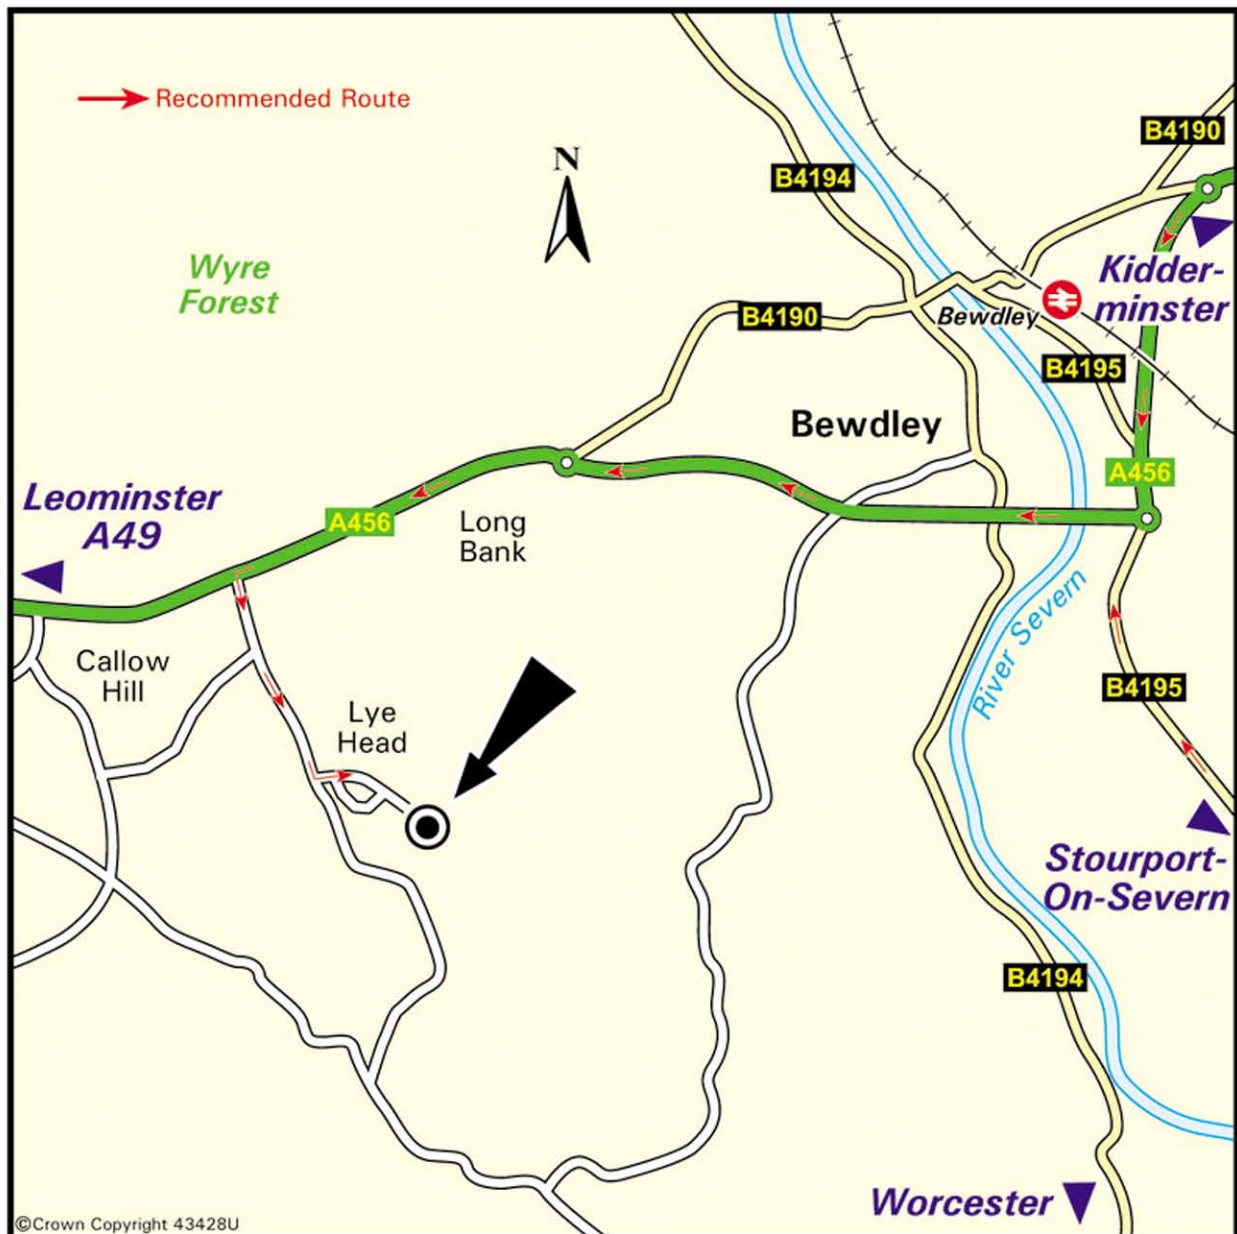 Recommended Route
N
B4190
B4194
Wyre
Forest
Kidder-
minster
B4190
Bewdley
B4195
Bewdley
A456
Leominster
A49
A456
Long
Bank
River Severn
Callow
Hill
B4195
Lye
Head
Stourport-
On-Severn
B4194
Worcester
©Crown Copyright 43428U